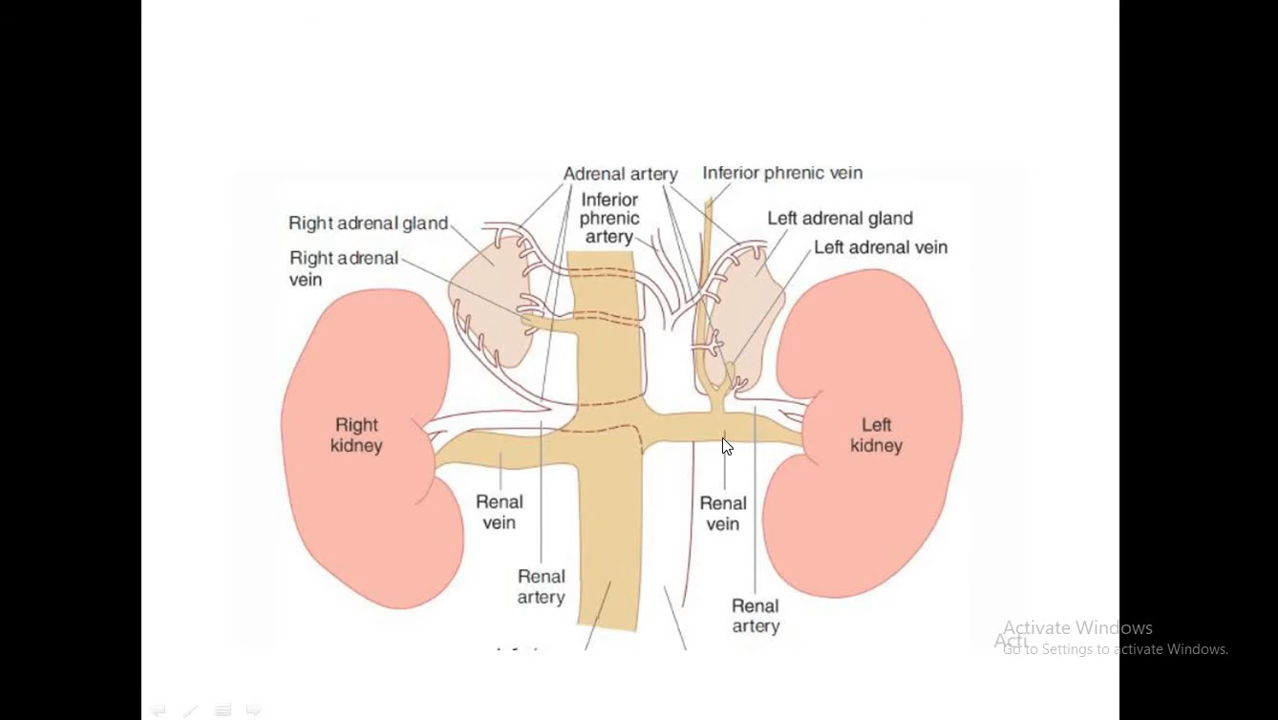 Adrenal artery
Inferior phrenic vein
Inferior
phrenic
artery
Right adrenal gland
Left adrenal gland
Right adrenal
vein
Left adrenal vein
Right
kidney
Left
kidney
Renal
vein
Renal
vein
Renal
artery
Renal
artery
Activate Windows
Go to Settings to activate Windows.